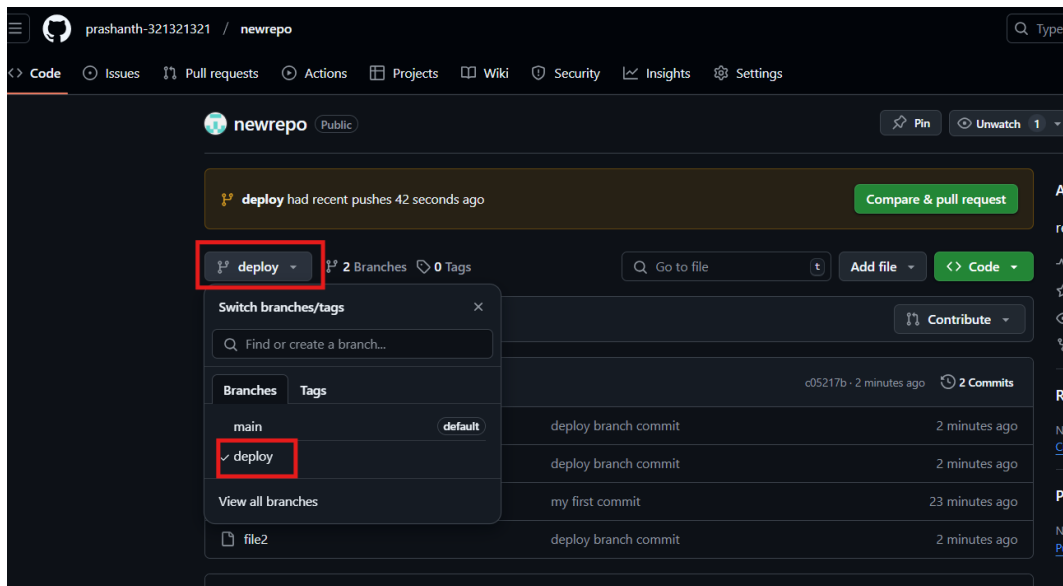 prashanth-321321321 / newrepo
Type
<> Code Issues Pull requests Actions Projects Wiki Security Insights Settings
newrepo Public
Pin Unwatch 1
deploy had recent pushes 42 seconds ago
Compare & pull request
deploy 2 Branches 0 Tags
Go to file t
Add file
<> Code
Switch branches/tags
Contribute
Find or create a branch...
Branches Tags
c05217b · 2 minutes ago 2 Commits
main default
deploy branch commit 2 minutes ago
deploy
deploy branch commit 2 minutes ago
View all branches
my first commit 23 minutes ago
file2 deploy branch commit 2 minutes ago